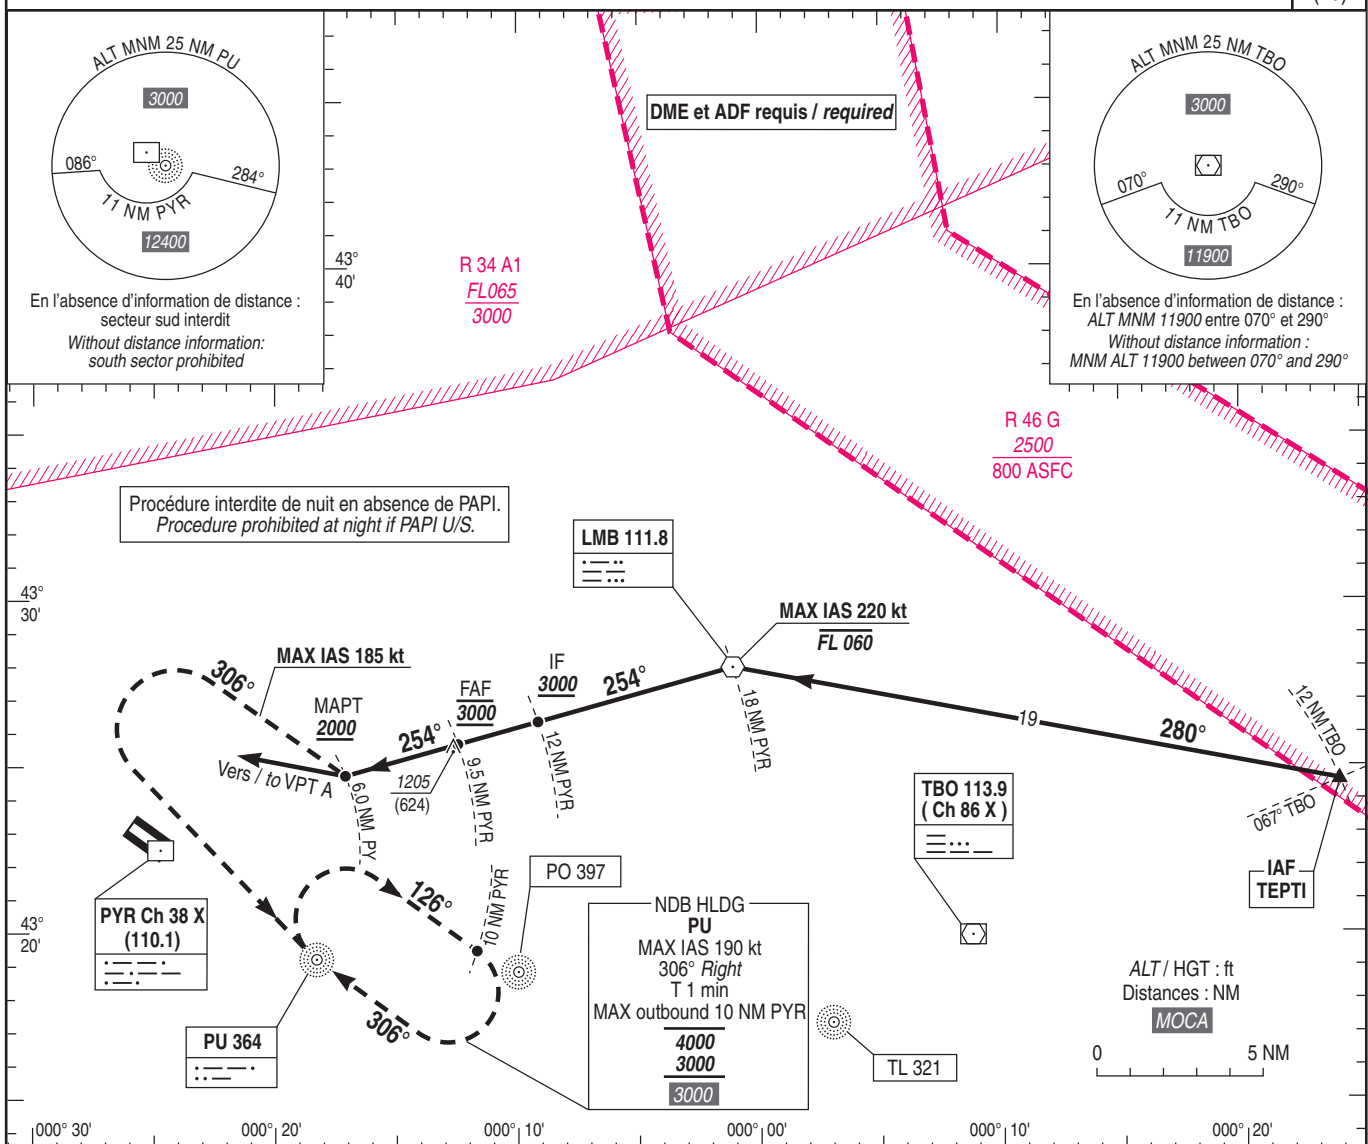 ALT MNM 25 NM PU
3000
086°
284°
11 NM PYR
12400
En l'absence d'information de distance :
secteur sud interdit
Without distance information:
south sector prohibited
DME et ADF requis / required
ALT MNM 25 NM TBO
3000
070°
290°
11 NM TBO
11900
En l'absence d'information de distance :
ALT MNM 11900 entre 070° et 290°
Without distance information :
MNM ALT 11900 between 070° and 290°
43°
40'
R 34 A1
FL065
3000
R 46 G
2500
800 ASFC
Procédure interdite de nuit en absence de PAPI.
Procedure prohibited at night if PAPI U/S.
LMB 111.8
43°
30'
MAX IAS 220 kt
FL 060
MAX IAS 185 kt
306°
MAPT
2000
FAF
3000
IF
3000
254°
254°
18 NM PYR
19
280°
12 NM TBO
067° TBO
Vers / to VPT A
1205
(624)
6.0 NM PY
9.5 NM PYR
12 NM PYR
TBO 113.9
( Ch 86 X )
IAF
TEPTI
PYR Ch 38 X
(110.1)
43°
20'
126°
10 NM PYR
PO 397
NDB HLDG
PU
MAX IAS 190 kt
306° Right
T 1 min
MAX outbound 10 NM PYR
4000
3000
3000
306°
PU 364
TL 321
ALT / HGT : ft
Distances : NM
MOCA
0
5 NM
000° 30'
000° 20'
000° 10'
000° 00'
000° 10'
000° 20'